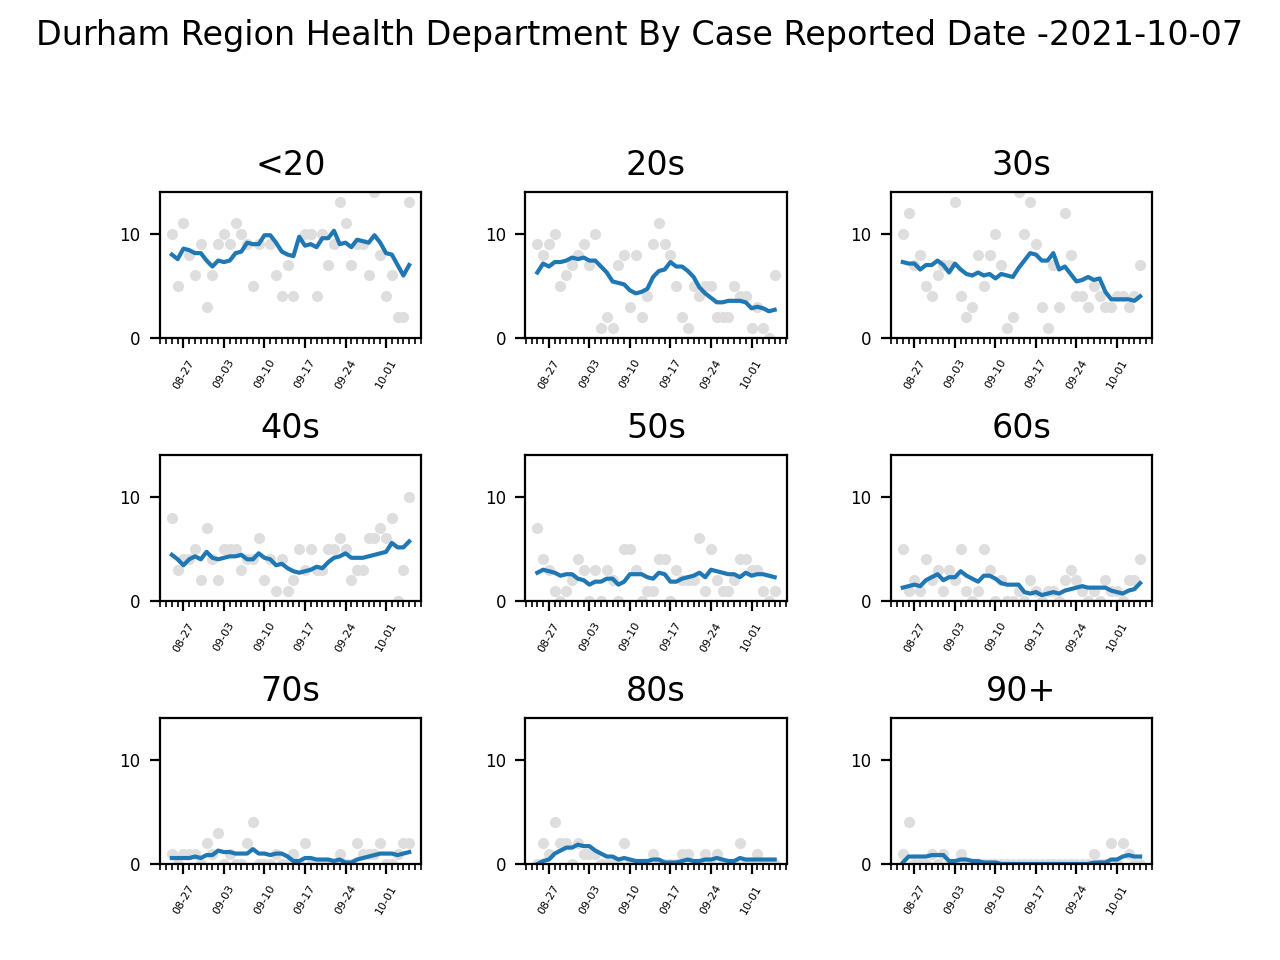 Durham Region Health Department By Case Reported Date -2021-10-07
<20 20s 30s
10 10 10
0 0 0
08-27 09-03 09-10 09-17 09-24 10-01 08-27 09-03 09-10 09-17 09-24 10-01 08-27 09-03 09-10 09-17 09-24 10-01
40s 50s 60s
10 10 10
0 0 0
08-27 09-03 09-10 09-17 09-24 10-01 08-27 09-03 09-10 09-17 09-24 10-01 08-27 09-03 09-10 09-17 09-24 10-01
70s 80s 90+
10 10 10
0 0 0
08-27 09-03 09-10 09-17 09-24 10-01 08-27 09-03 09-10 09-17 09-24 10-01 08-27 09-03 09-10 09-17 09-24 10-01